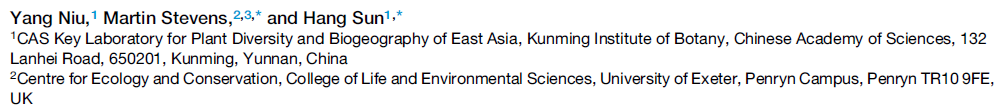 Yang Niu,1 Martin Stevens,2,3,* and Hang Sun1,*
1CAS Key Laboratory for Plant Diversity and Biogeography of East Asia, Kunming Institute of Botany, Chinese Academy of Sciences, 132
Lanhei Road, 650201, Kunming, Yunnan, China
2Centre for Ecology and Conservation, College of Life and Environmental Sciences, University of Exeter, Penryn Campus, Penryn TR10 9FE,
UK